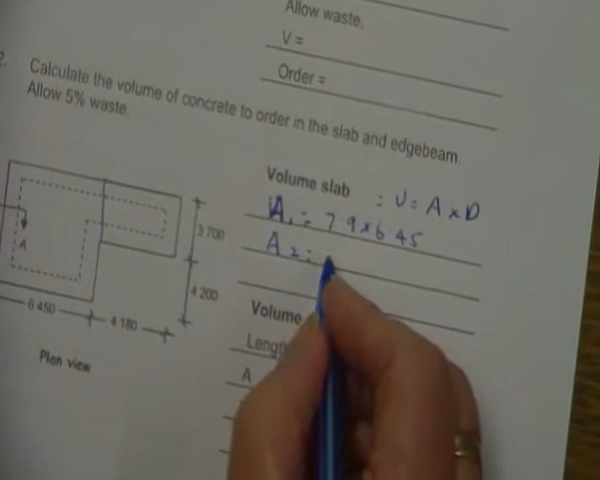 Allow waste.
V =
Order =
2. Calculate the volume of concrete to order in the slab and edgebeam.
Allow 5% waste.
Volume slab : V = A x D
A1 = 7.9 x 6.45
A2 =
A
3 700
4 200
6 450
4 180
Plan view
Volume
A